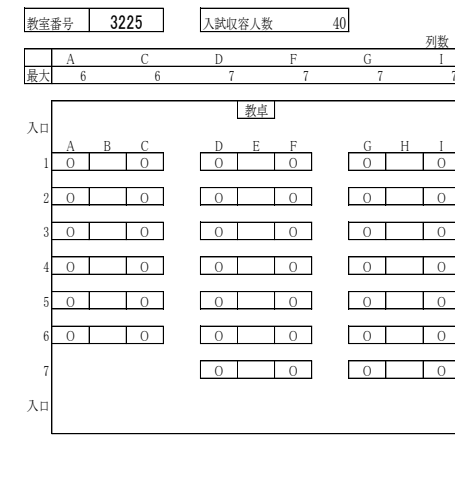 教室番号 3225 入試収容人数 40
列数
A C D F G I
最大 6 6 7 7 7 7
教卓
入口
A B C D E F G H I
1 O O O O O O
2 O O O O O O
3 O O O O O O
4 O O O O O O
5 O O O O O O
6 O O O O O O
7 O O O O
入口